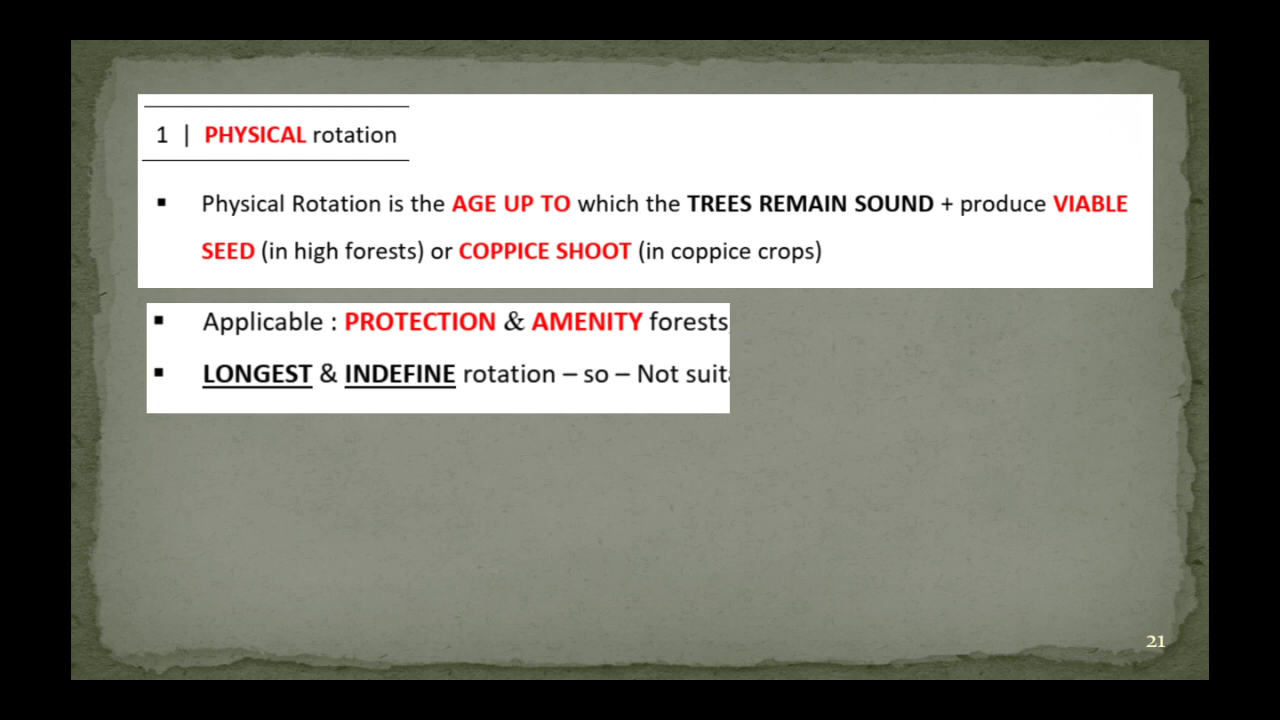 1 | PHYSICAL rotation
▪ Physical Rotation is the AGE UP TO which the TREES REMAIN SOUND + produce VIABLE
SEED (in high forests) or COPPICE SHOOT (in coppice crops)
▪ Applicable : PROTECTION & AMENITY forests
▪ LONGEST & INDEFINE rotation – so – Not
21